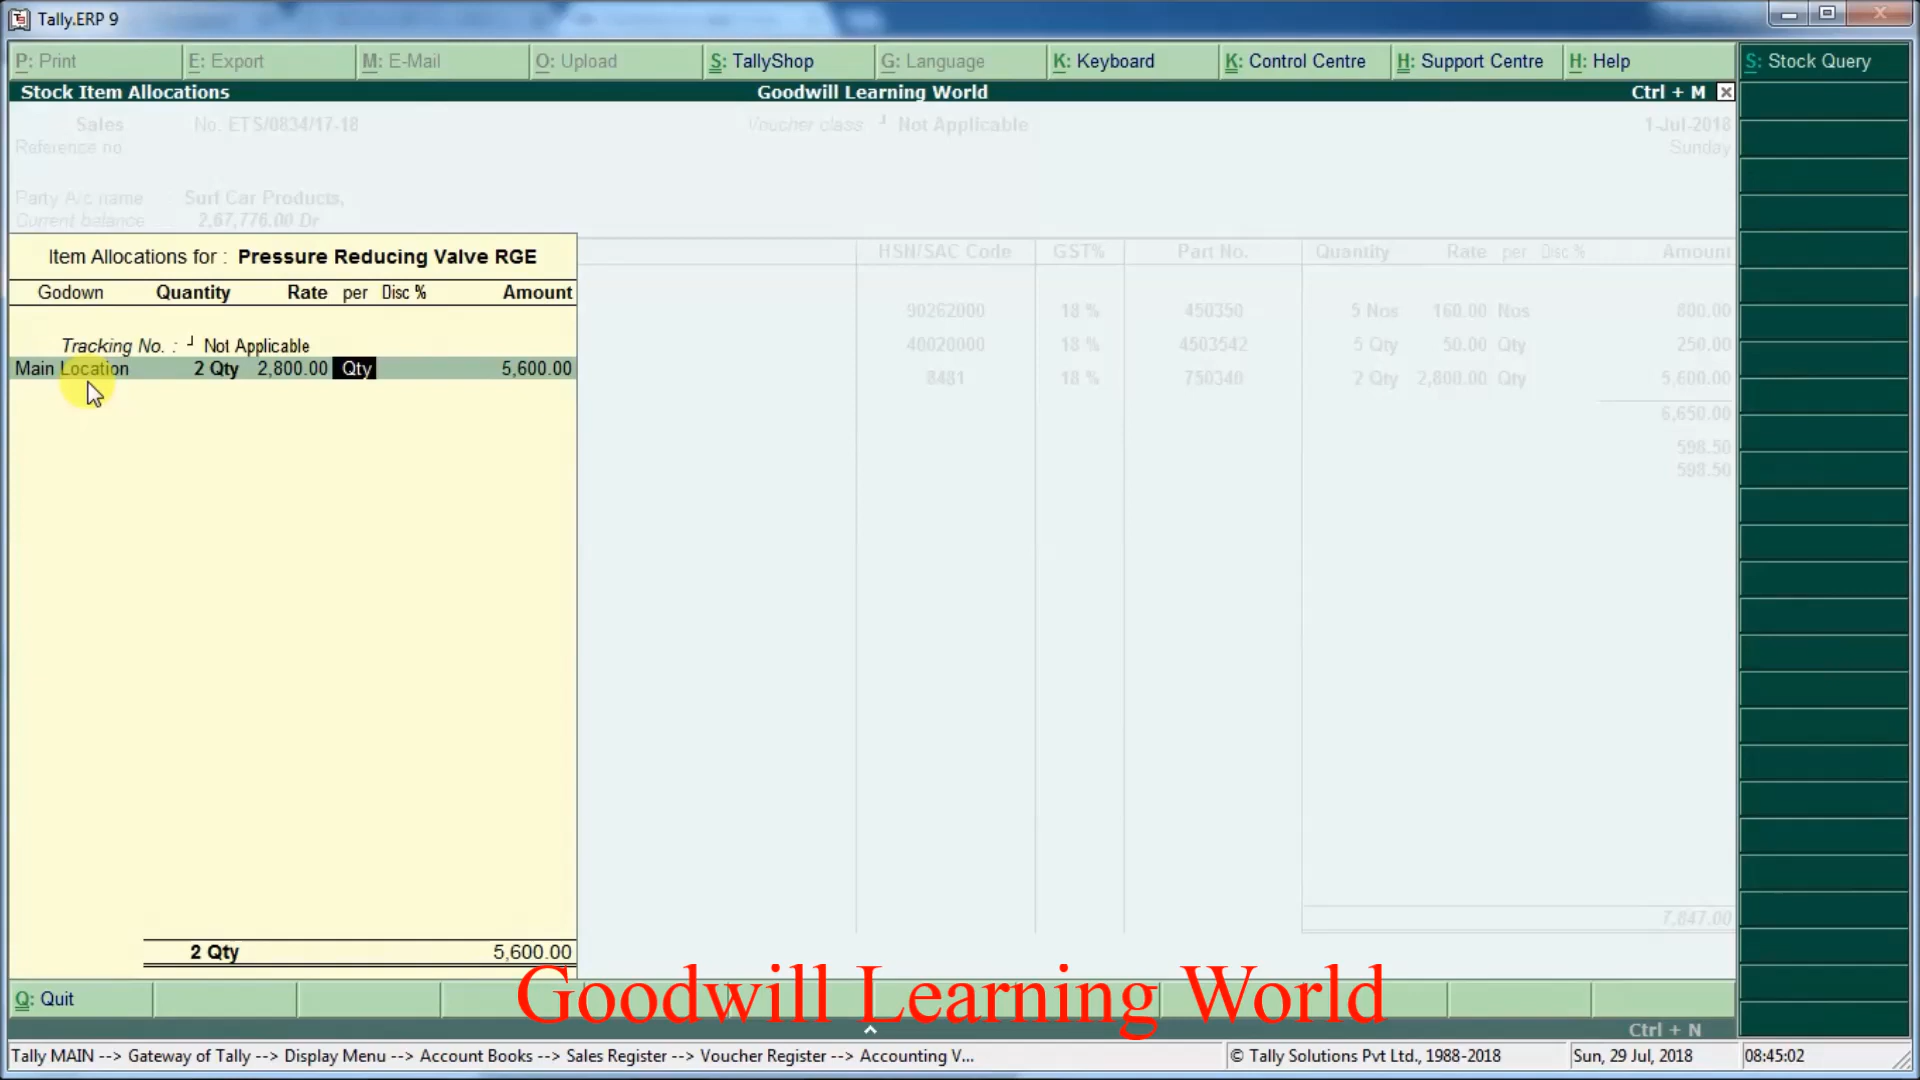 Tally.ERP 9
P: Print E: Export M: E-Mail O: Upload S: TallyShop G: Language K: Keyboard K: Control Centre H: Support Centre H: Help S: Stock Query
Stock Item Allocations Goodwill Learning World Ctrl + M
Sales No. ETS/0834/17-18 Voucher class Not Applicable 1-Jul-2018
Reference no Sunday
Party A/c name : Surf Car Products,
Current balance : 2,67,776.00 Dr
HSN/SAC Code GST% Part No. Quantity Rate per Disc % Amount
Item Allocations for : Pressure Reducing Valve RGE
Godown Quantity Rate per Disc % Amount
90262000 18 % 450350 5 Nos 160.00 Nos 800.00
Tracking No. : Not Applicable
40020000 18 % 4503542 5 Qty 50.00 Qty 250.00
Main Location 2 Qty 2,800.00 Qty 5,600.00
8481 18 % 750340 2 Qty 2,800.00 Qty 5,600.00
6,650.00
598.50
598.50
7,847.00
2 Qty 5,600.00
Q: Quit
Goodwill Learning World
Ctrl + N
Tally MAIN --> Gateway of Tally --> Display Menu --> Account Books --> Sales Register --> Voucher Register --> Accounting V... © Tally Solutions Pvt Ltd., 1988-2018 Sun, 29 Jul, 2018 08:45:02